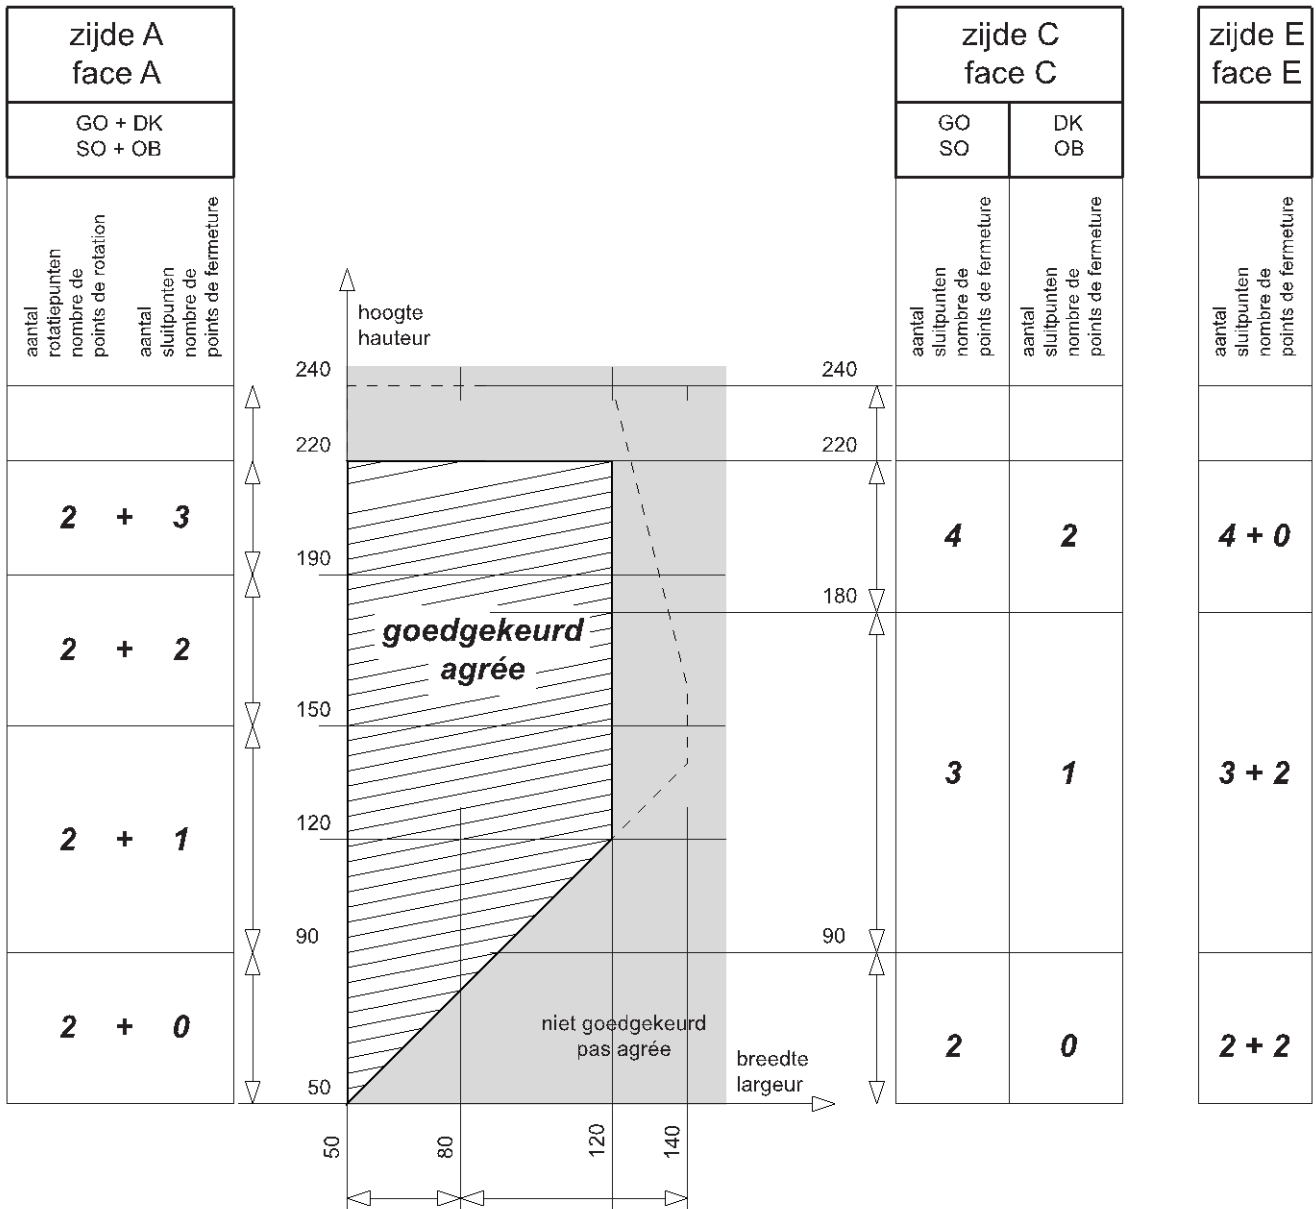 zijde A
face A
GO + DK
SO + OB
aantal
rotatiepunten
nombre de
points de rotation
aantal
sluitpunten
nombre de
points de fermeture
2 + 3
2 + 2
2 + 1
2 + 0
hoogte
hauteur
240
220
190
150
120
90
50
goedgekeurd
agrée
niet goedgekeurd
pas agrée
breedte
largeur
50
80
120
140
240
220
180
90
zijde C
face C
GO
SO
DK
OB
aantal
sluitpunten
nombre de
points de fermeture
aantal
sluitpunten
nombre de
points de fermeture
4 2
3 1
2 0
zijde E
face E
aantal
sluitpunten
nombre de
points de fermeture
4 + 0
3 + 2
2 + 2